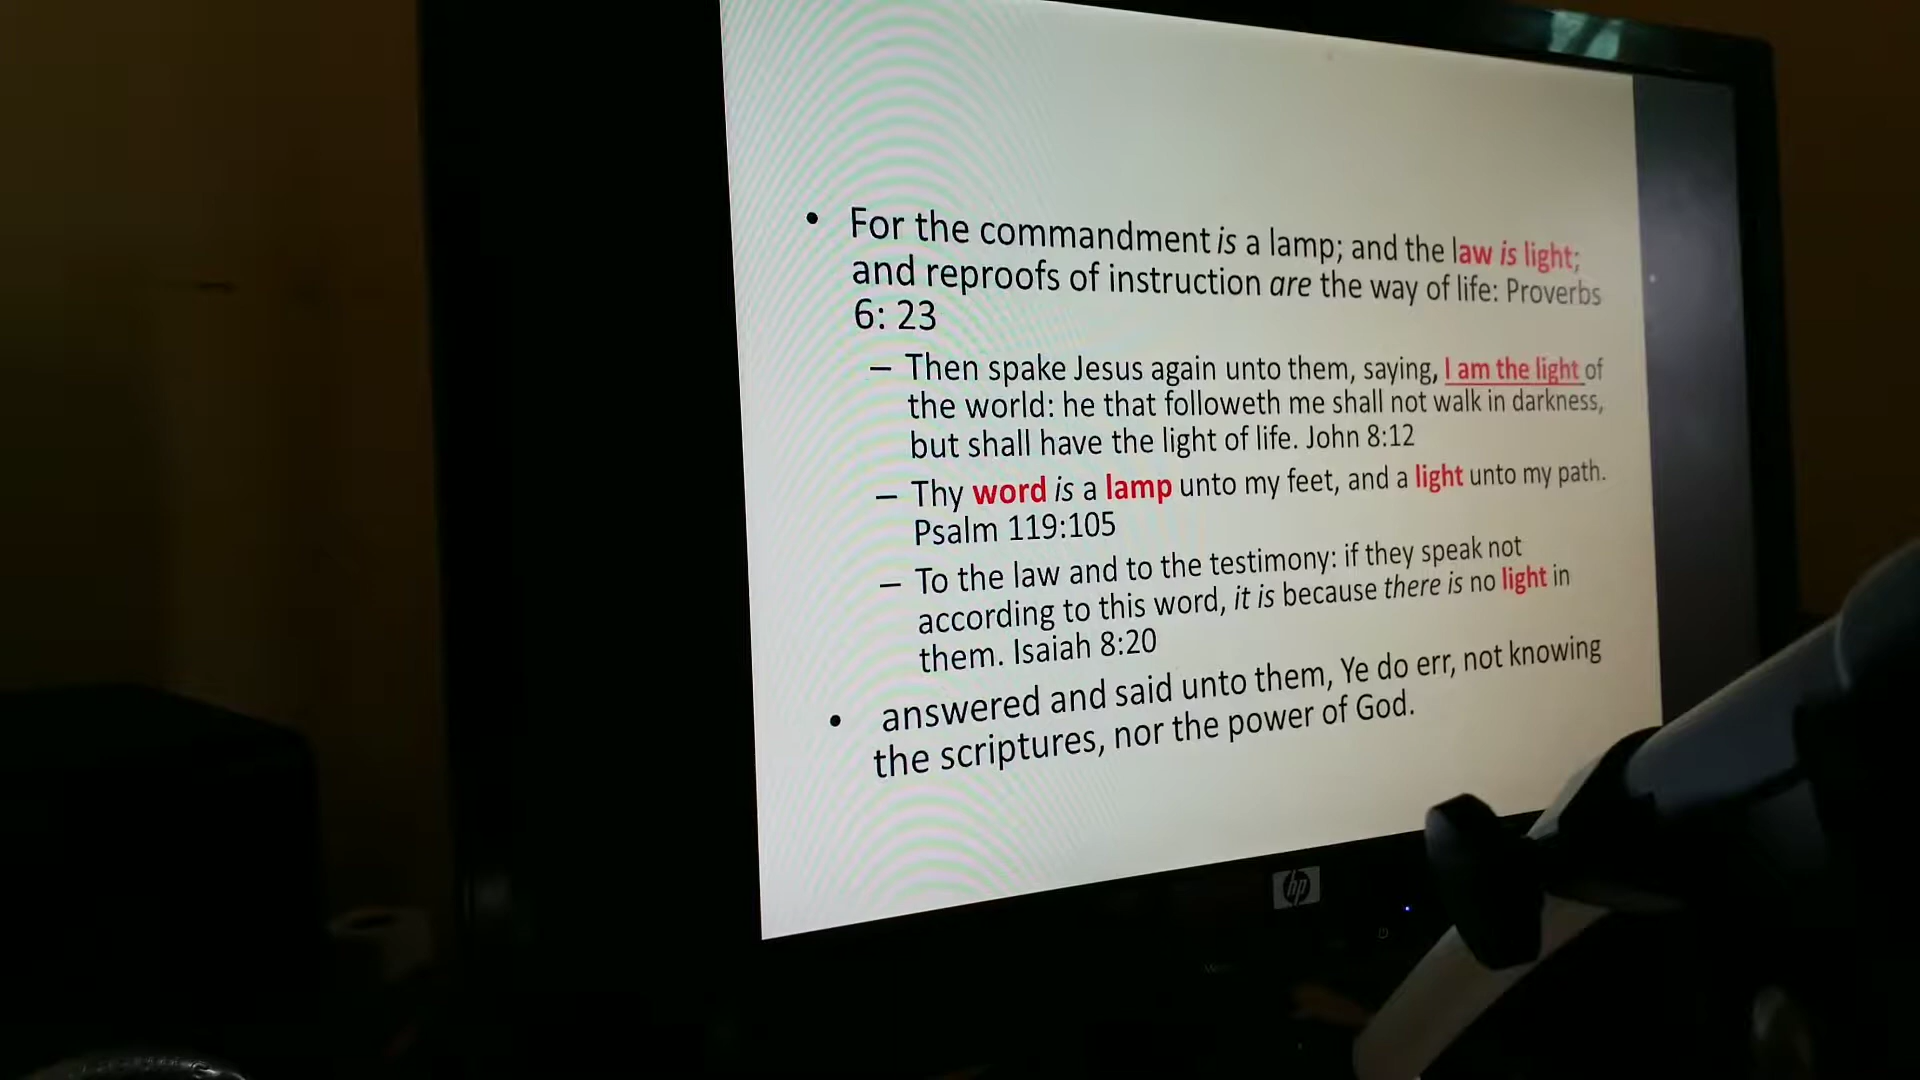 • For the commandment is a lamp; and the law is light;
and reproofs of instruction are the way of life: Proverbs
6: 23
– Then spake Jesus again unto them, saying, I am the light of
the world: he that followeth me shall not walk in darkness,
but shall have the light of life. John 8:12
– Thy word is a lamp unto my feet, and a light unto my path.
Psalm 119:105
– To the law and to the testimony: if they speak not
according to this word, it is because there is no light in
them. Isaiah 8:20
• answered and said unto them, Ye do err, not knowing
the scriptures, nor the power of God.
hp